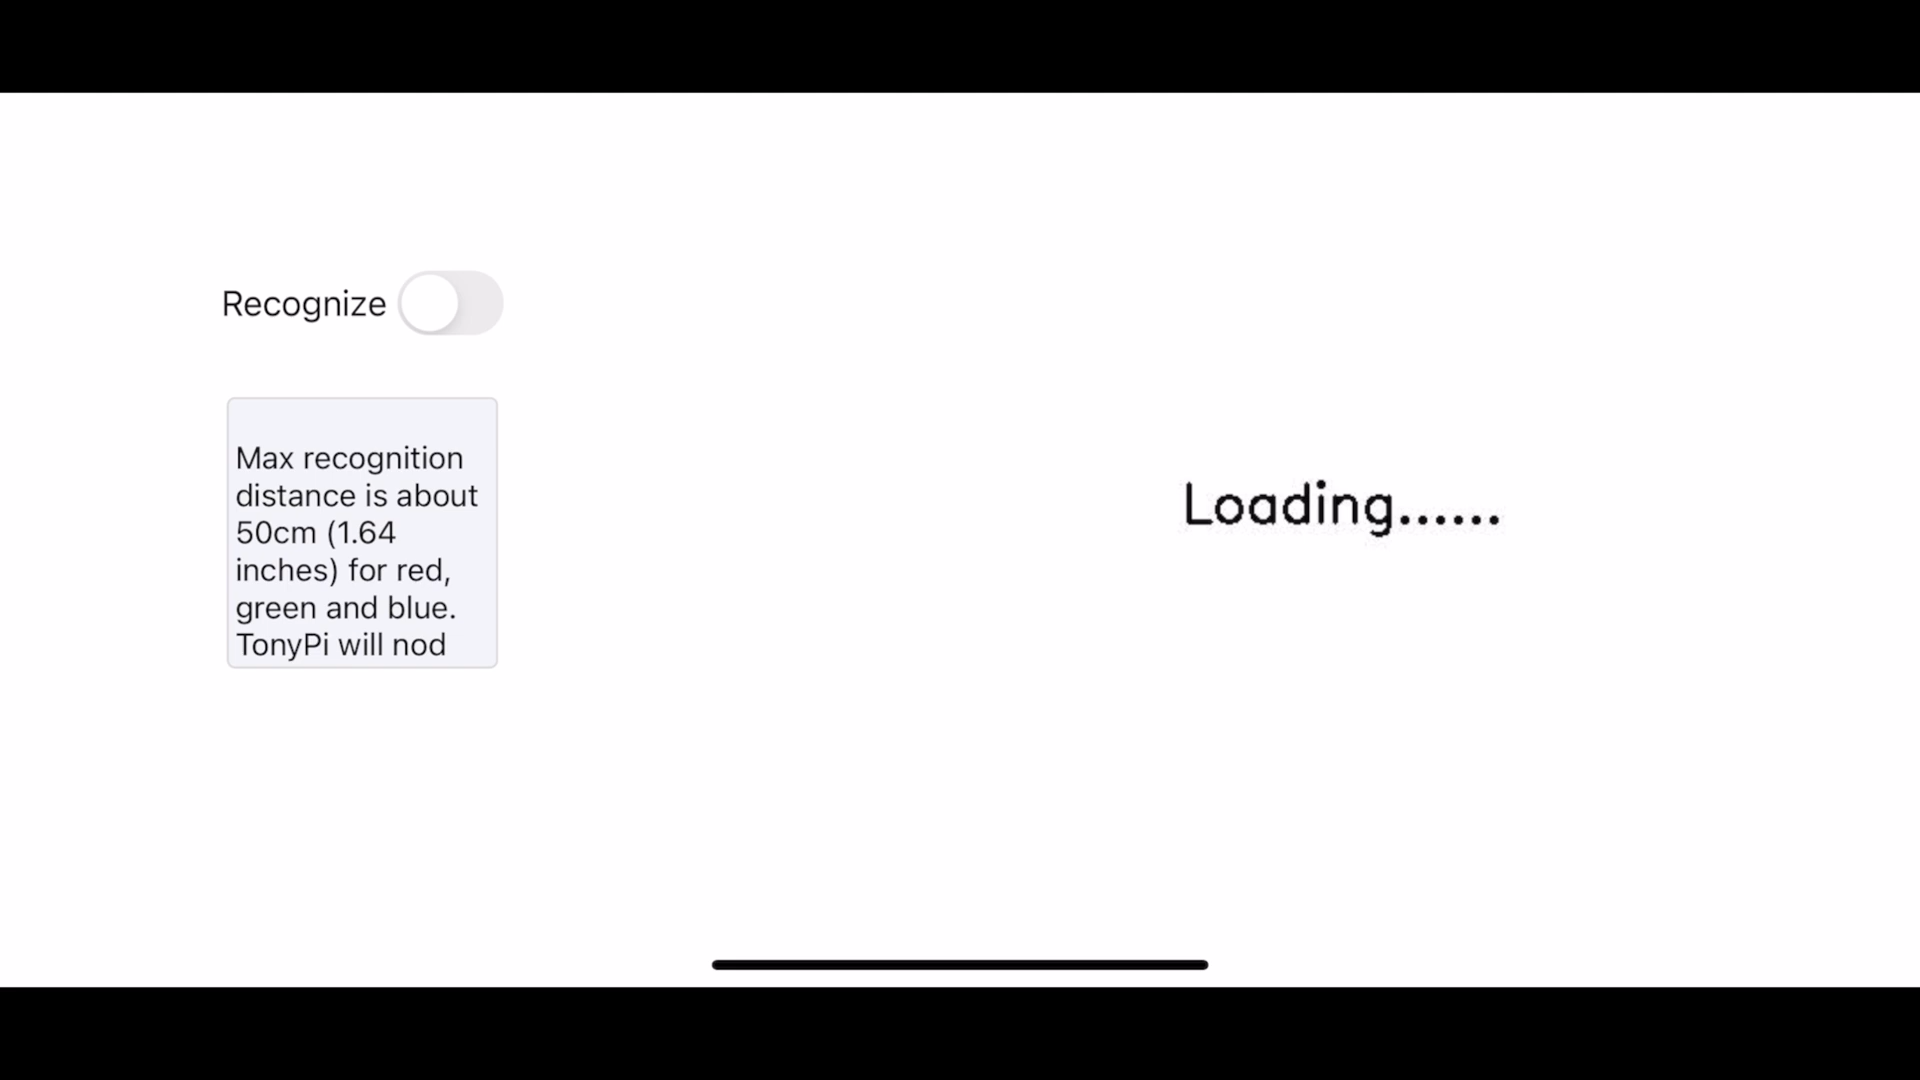 Recognize
Max recognition
distance is about
50cm (1.64
inches) for red,
green and blue.
TonyPi will nod
Loading......